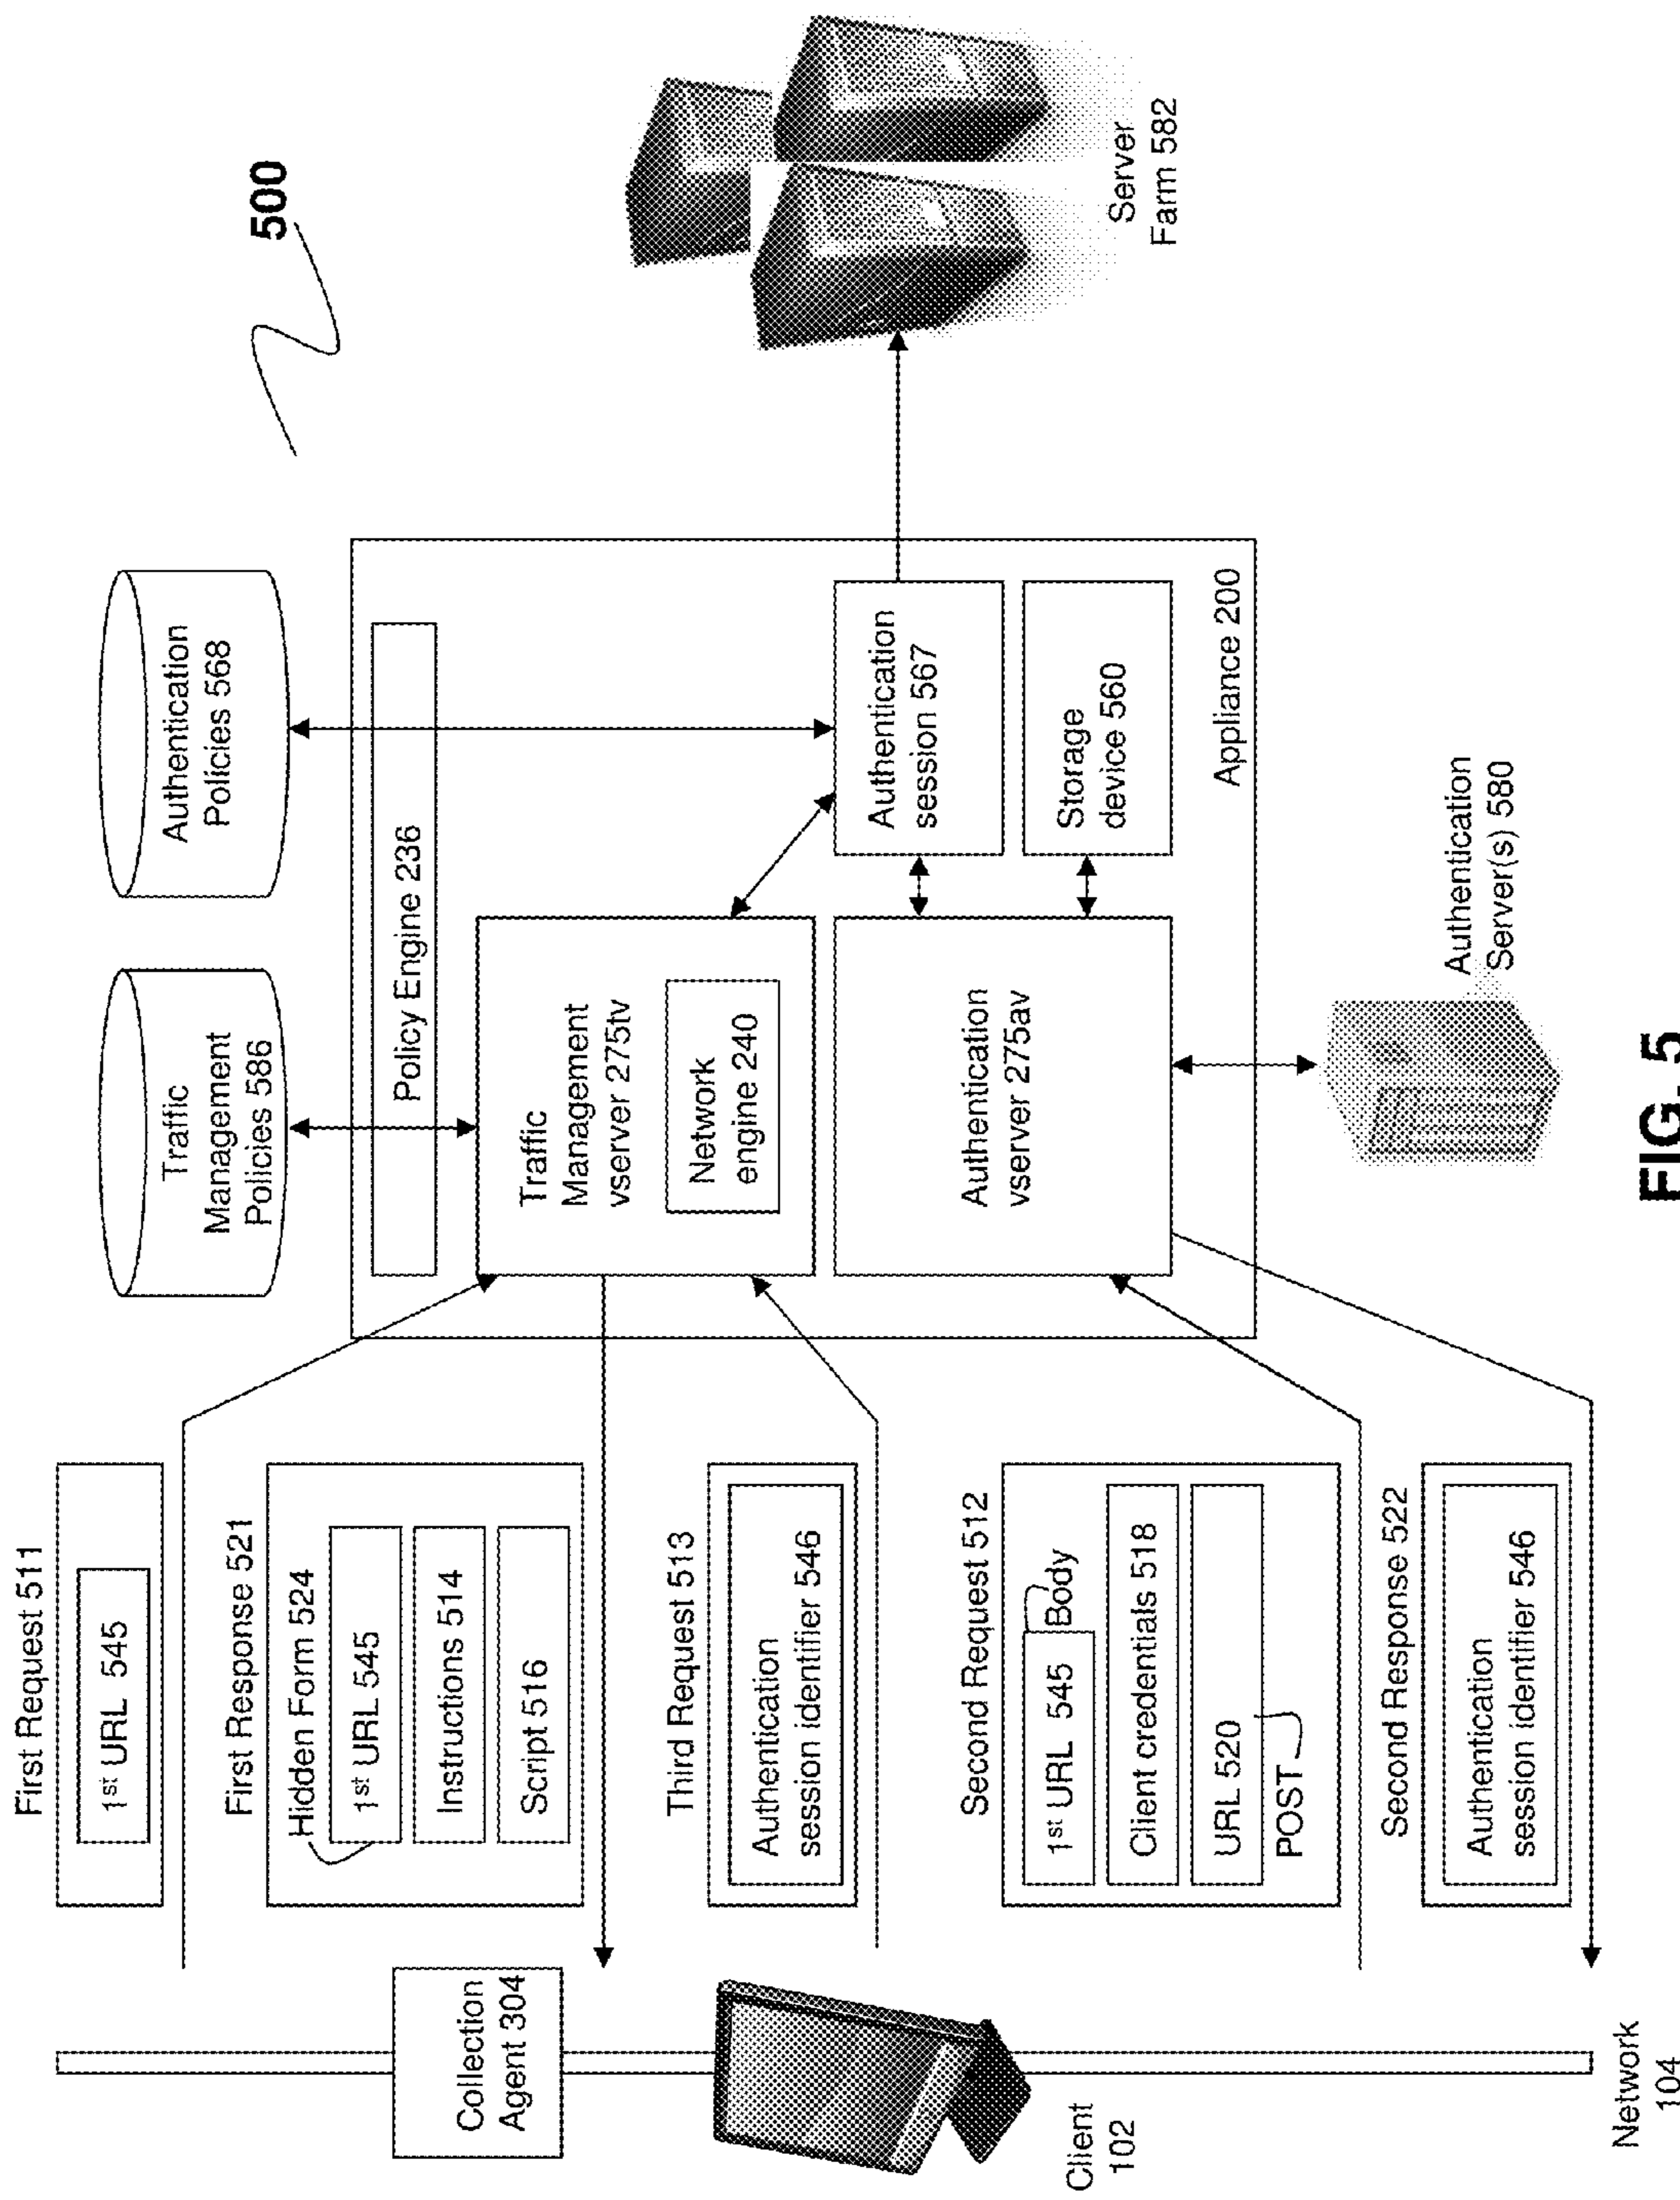 First Request 511
1st URL 545
First Response 521
Hidden Form 524
1st URL 545
Instructions 514
Script 516
Third Request 513
Authentication
session identifier 546
Second Request 512
1st URL 545
Body
Client credentials 518
URL 520
POST
Second Response 522
Authentication
session identifier 546
Collection
Agent 304
Client
102
Network
104
Traffic
Management
Policies 586
Authentication
Policies 568
Policy Engine 236
Traffic
Management
vserver 275tv
Network
engine 240
Authentication
vserver 275av
Authentication
session 567
Storage
device 560
Appliance 200
Authentication
Server(s) 580
500
Server
Farm 582
FIG. 5